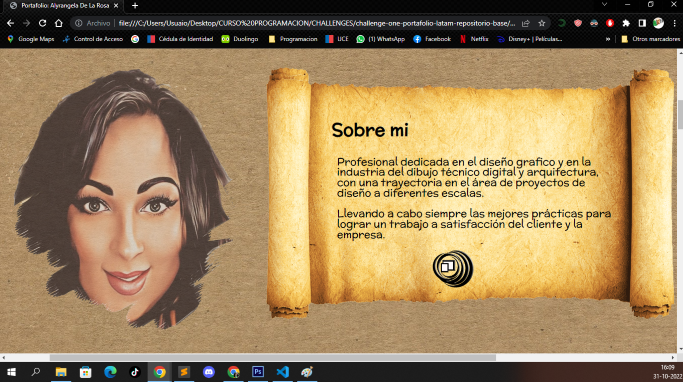 Portafolio: Alyrangela De La Rosa
Archivo
file:///C:/Users/Usuaio/Desktop/CURSO%20PROGRAMACION/CHALLENGES/challenge-one-portafolio-latam-repositorio-base/...
Google Maps
Control de Acceso
Cédula de Identidad
Duolingo
Programacion
UCE
(1) WhatsApp
Facebook
Netflix
Disney+ | Películas...
»
Otros marcadores
Sobre mi
Profesional dedicada en el diseño grafico y en la
industria del dibujo técnico digital y arquitectura,
con una trayectoria en el área de proyectos de
diseño a diferentes escalas.
Llevando a cabo siempre las mejores prácticas para
lograr un trabajo a satisfacción del cliente y la
empresa.
16:09
31-10-2022